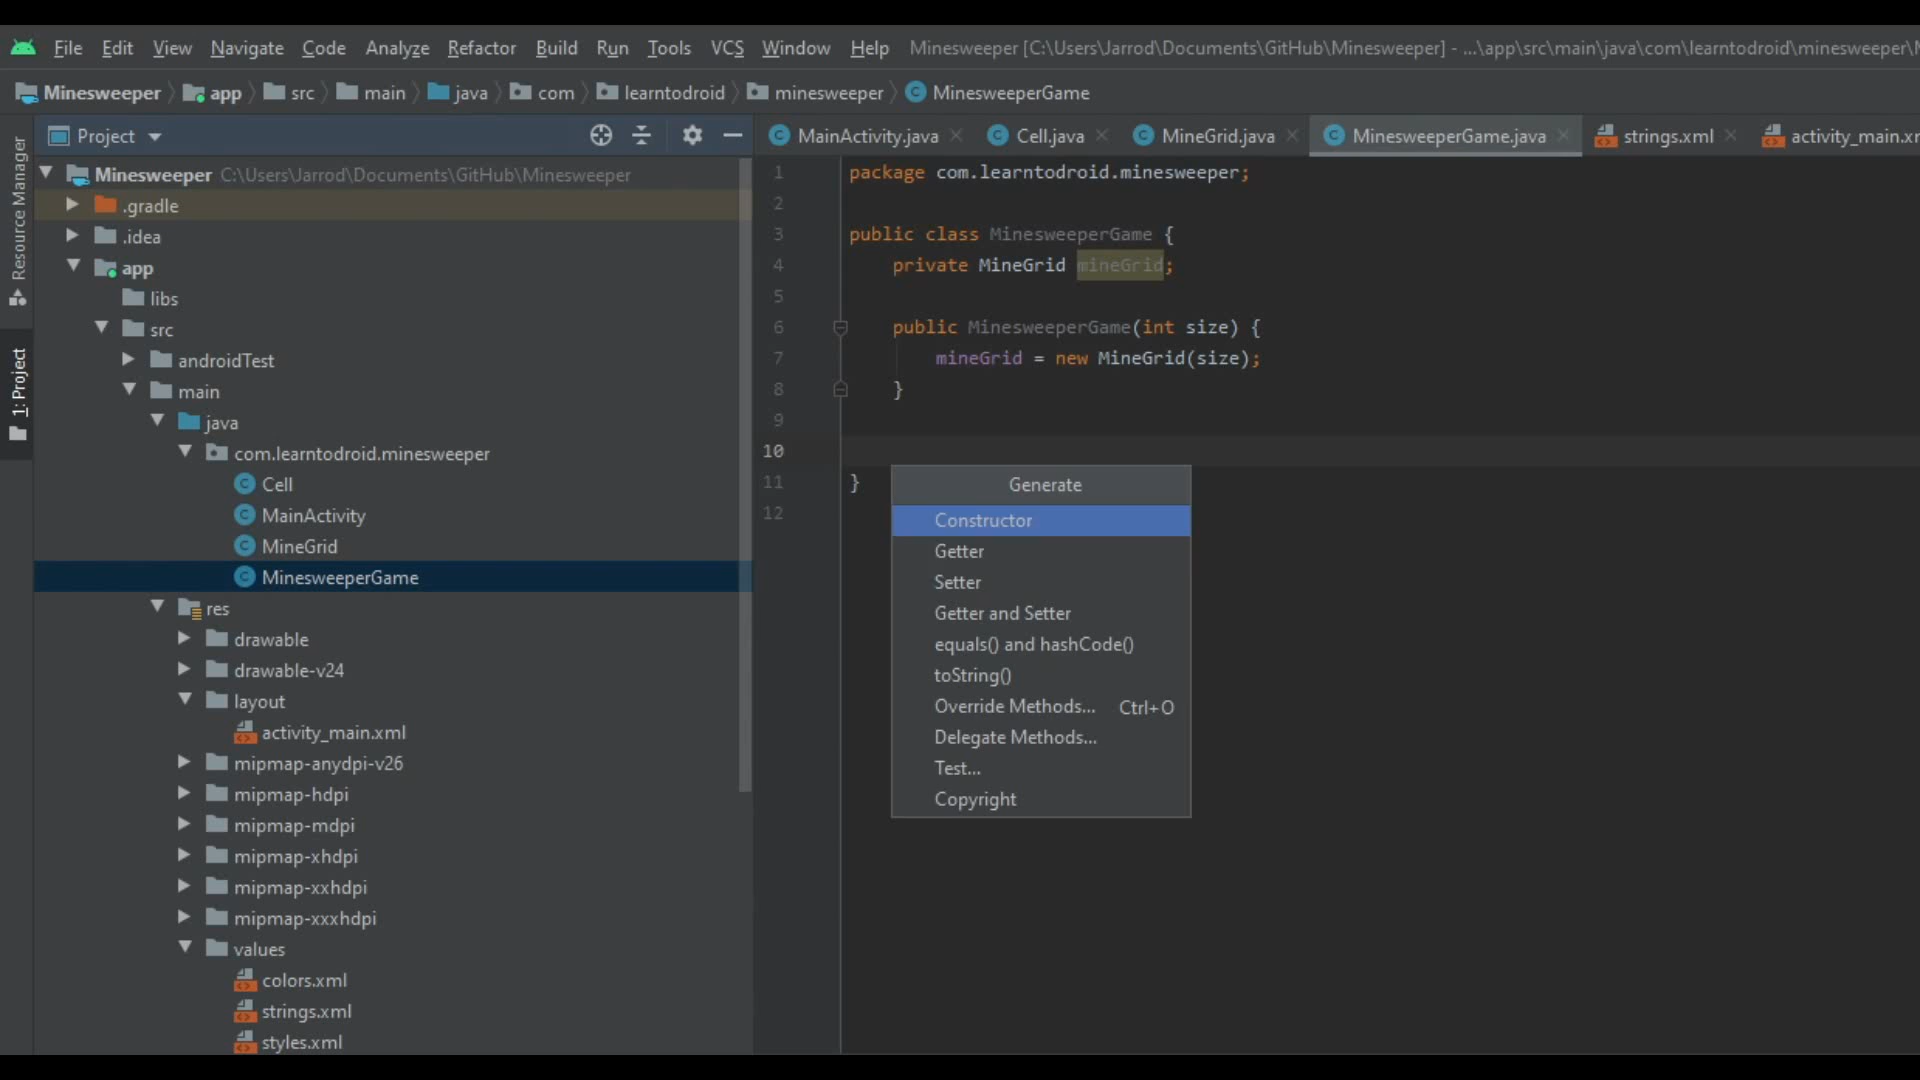 File Edit View Navigate Code Analyze Refactor Build Run Tools VCS Window Help Minesweeper [C:\Users\Jarrod\Documents\GitHub\Minesweeper] - ...\app\src\main\java\com\learntodroid\minesweeper\
Minesweeper app src main java com learntodroid minesweeper MinesweeperGame
Project
MainActivity.java Cell.java MineGrid.java MinesweeperGame.java strings.xml
Resource Manager
1: Project
Minesweeper C:\Users\Jarrod\Documents\GitHub\Minesweeper
.gradle
.idea
app
libs
src
androidTest
main
java
com.learntodroid.minesweeper
Cell
MainActivity
MineGrid
MinesweeperGame
res
drawable
drawable-v24
layout
activity_main.xml
mipmap-anydpi-v26
mipmap-hdpi
mipmap-mdpi
mipmap-xhdpi
mipmap-xxhdpi
mipmap-xxxhdpi
values
colors.xml
strings.xml
styles.xml
1 package com.learntodroid.minesweeper;
2
3 public class MinesweeperGame {
4 private MineGrid mineGrid;
5
6 public MinesweeperGame(int size) {
7 mineGrid = new MineGrid(size);
8 }
9
10
11 }
12
Generate
Constructor
Getter
Setter
Getter and Setter
equals() and hashCode()
toString()
Override Methods... Ctrl+O
Delegate Methods...
Test...
Copyright